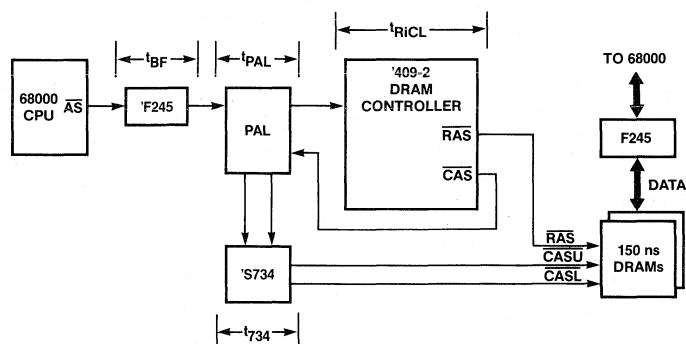 tBF
tPAL
tRiCL
68000
CPU
AS
'F245
PAL
'409-2
DRAM
CONTROLLER
RAS
CAS
TO 68000
F245
DATA
RAS
CASU
CASL
150 ns
DRAMs
'S734
t734